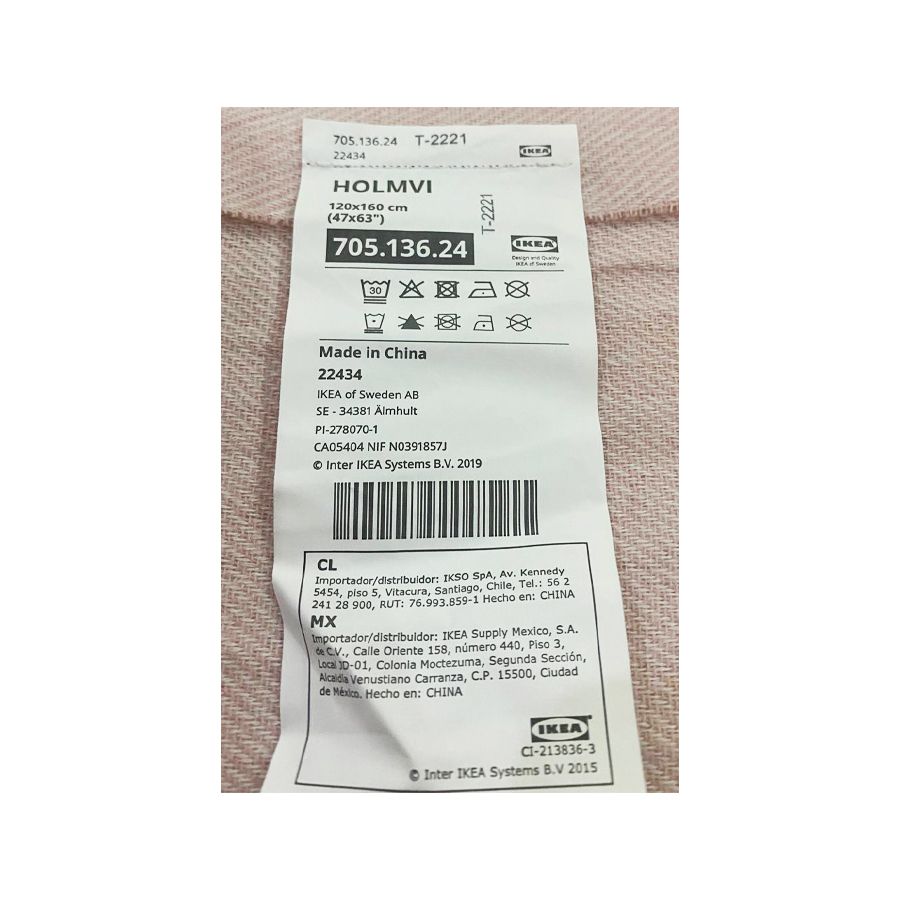 705.136.24 T-2221
22434
IKEA
HOLMVI
120x160 cm
(47x63")
T-2221
705.136.24
IKEA
Design and Quality
IKEA of Sweden
30
Made in China
22434
IKEA of Sweden AB
SE - 34381 Älmhult
PI-278070-1
CA05404 NIF N0391857J
© Inter IKEA Systems B.V. 2019
CL
Importador/distribuidor: IKSO SpA, Av. Kennedy
5454, piso 5, Vitacura, Santiago, Chile, Tel.: 56 2
241 28 900, RUT: 76.993.859-1 Hecho en: CHINA
MX
Importador/distribuidor: IKEA Supply Mexico, S.A.
de C.V., Calle Oriente 158, número 440, Piso 3,
Local JD-01, Colonia Moctezuma, Segunda Sección,
Alcaldía Venustiano Carranza, C.P. 15500, Ciudad
de México. Hecho en: CHINA
IKEA
CI-213836-3
© Inter IKEA Systems B.V 2015